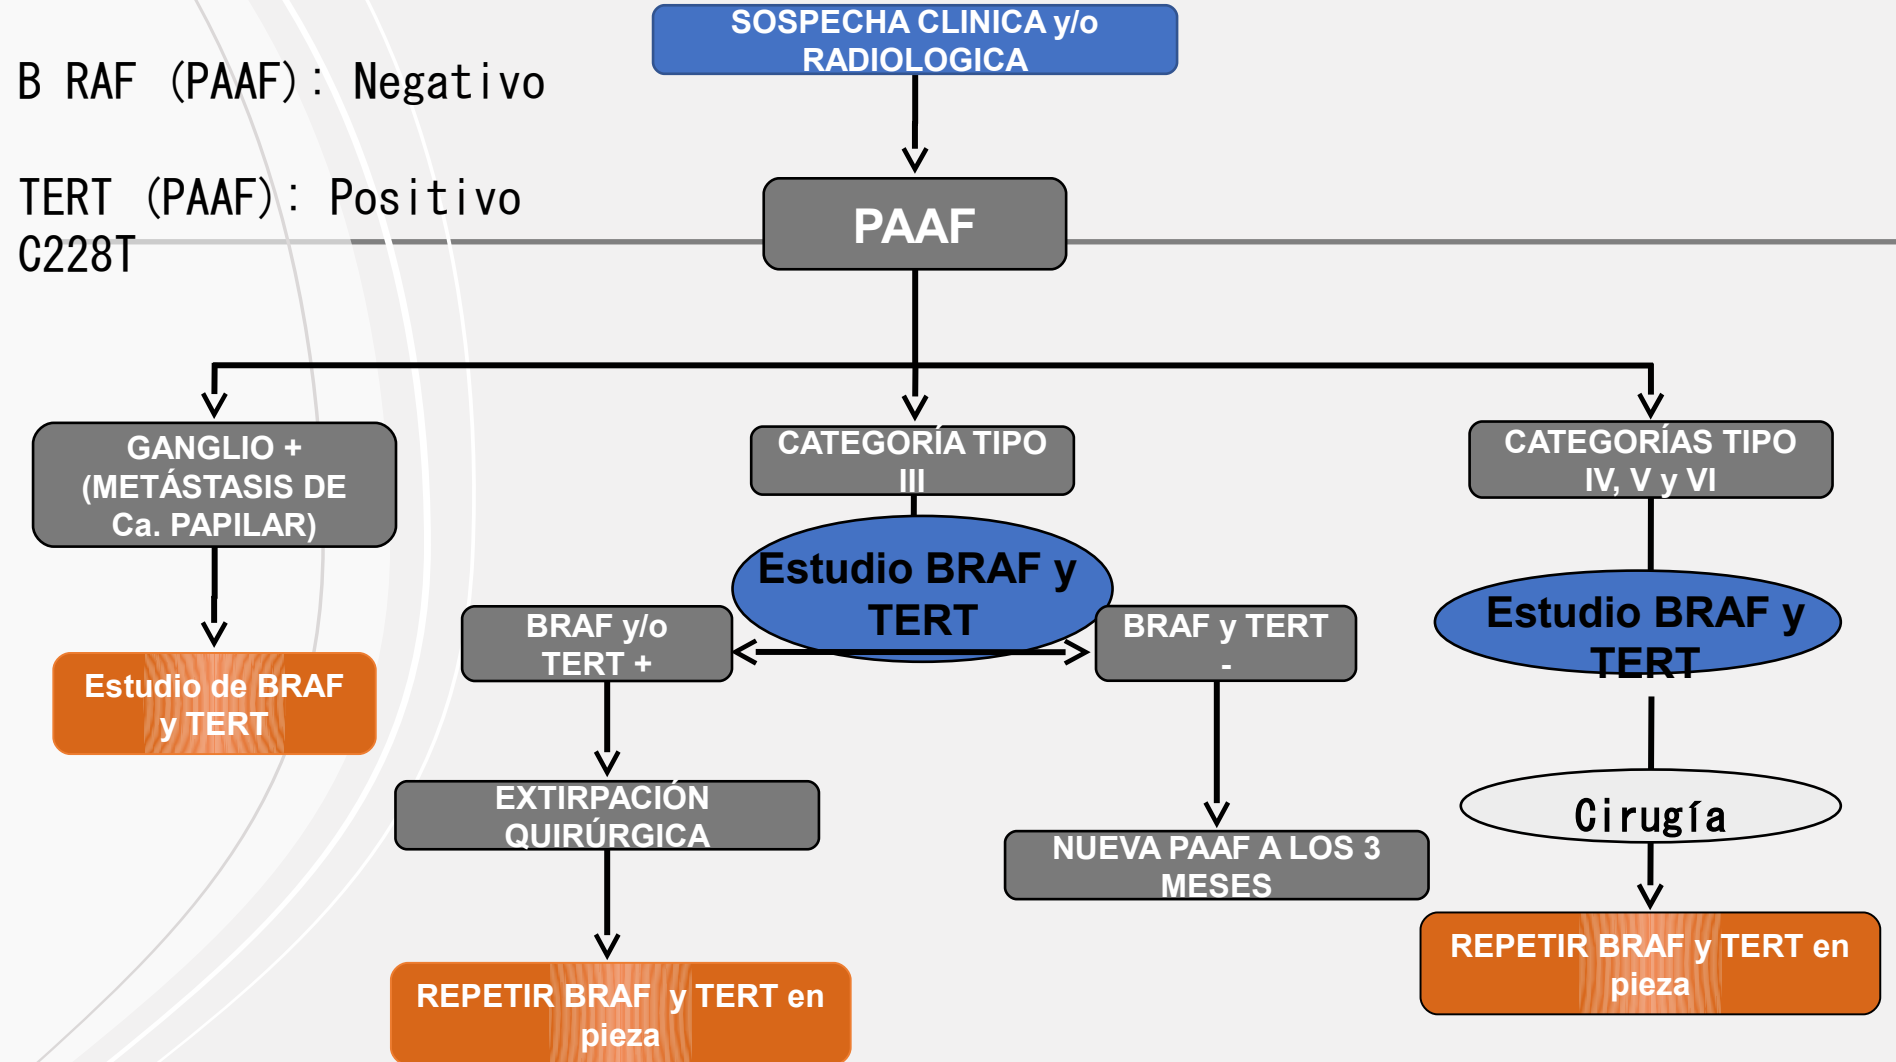 SOSPECHA CLINICA y/o
RADIOLOGICA
B RAF (PAAF): Negativo
TERT (PAAF): Positivo
C228T
PAAF
GANGLIO +
(METÁSTASIS DE
Ca. PAPILAR)
CATEGORÍA TIPO
III
CATEGORÍAS TIPO
IV, V y VI
Estudio BRAF y
TERT
Estudio BRAF y
TERT
BRAF y/o
TERT +
BRAF y TERT
-
Estudio de BRAF
y TERT
EXTIRPACIÓN
QUIRÚRGICA
NUEVA PAAF A LOS 3
MESES
Cirugía
REPETIR BRAF y TERT en
pieza
REPETIR BRAF y TERT en
pieza